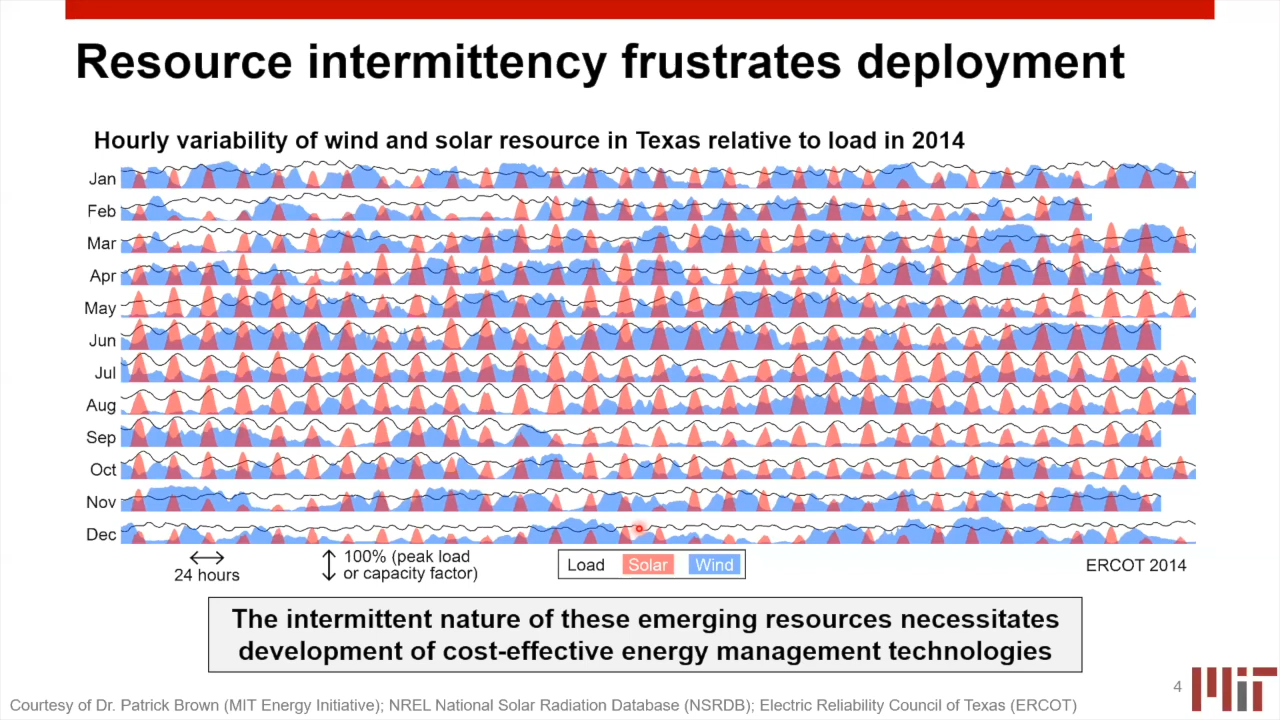 Resource intermittency frustrates deployment
Hourly variability of wind and solar resource in Texas relative to load in 2014
Jan
Feb
Mar
Apr
May
Jun
Jul
Aug
Sep
Oct
Nov
Dec
24 hours
100% (peak load
or capacity factor)
Load Solar Wind
ERCOT 2014
The intermittent nature of these emerging resources necessitates
development of cost-effective energy management technologies
4
MIT
Courtesy of Dr. Patrick Brown (MIT Energy Initiative); NREL National Solar Radiation Database (NSRDB); Electric Reliability Council of Texas (ERCOT)